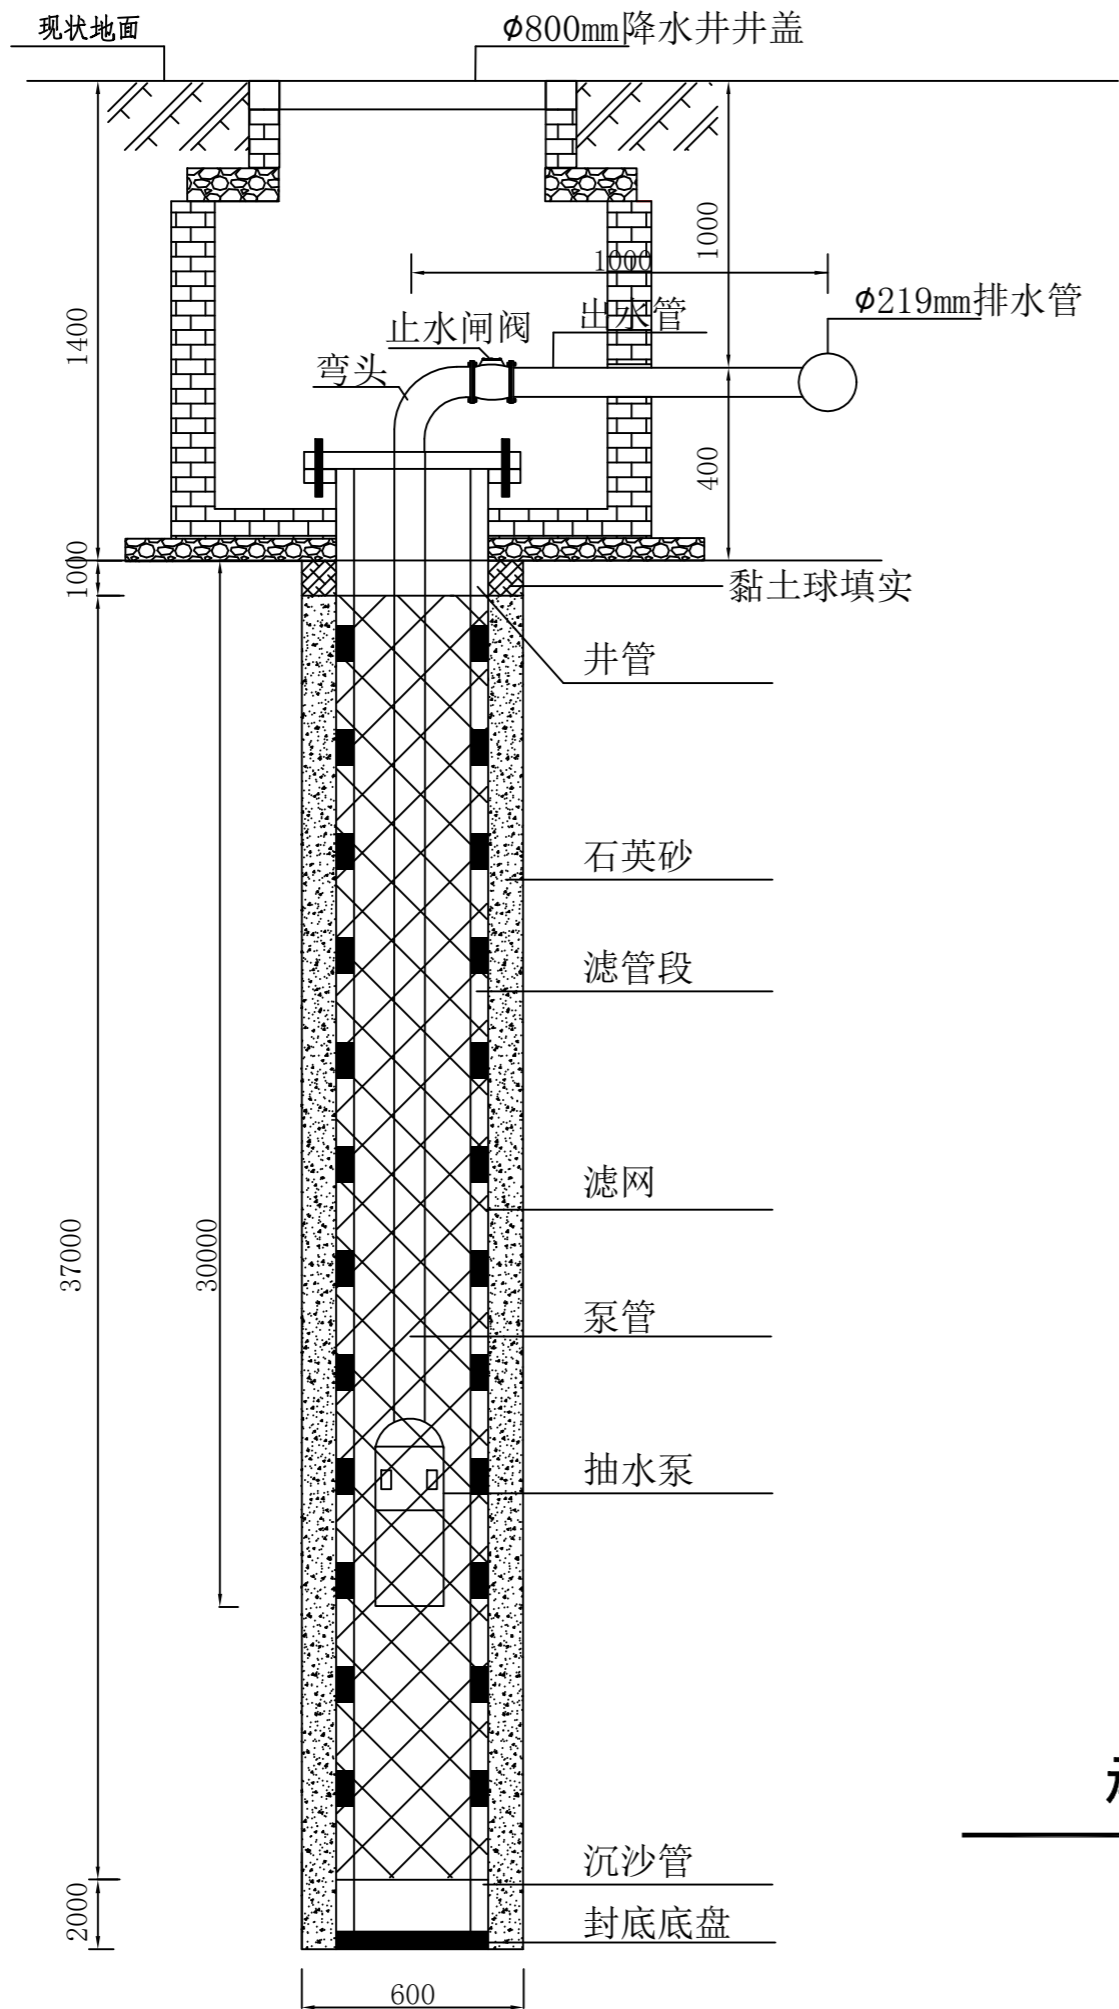 现状地面
Φ800mm降水井井盖
1000
1000
Φ219mm排水管
出水管
止水闸阀
弯头
1400
400
1000
黏土球填实
井管
石英砂
滤管段
滤网
37000
30000
泵管
抽水泵
沉沙管
2000
封底底盘
600